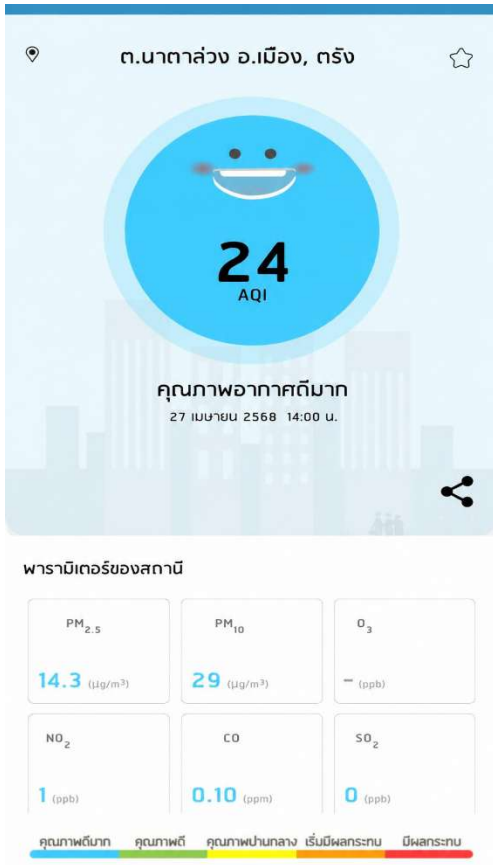 ต.นาตาล่วง อ.เมือง, ตรัง
24
AQI
คุณภาพอากาศดีมาก
27 เมษายน 2568 14:00 น.
พารามิเตอร์ของสถานี
PM2.5 PM10 O3
14.3 (µg/m³) 29 (µg/m³) - (ppb)
NO2 CO SO2
1 (ppb) 0.10 (ppm) 0 (ppb)
คุณภาพดีมาก คุณภาพดี คุณภาพปานกลาง เริ่มมีผลกระทบ มีผลกระทบ